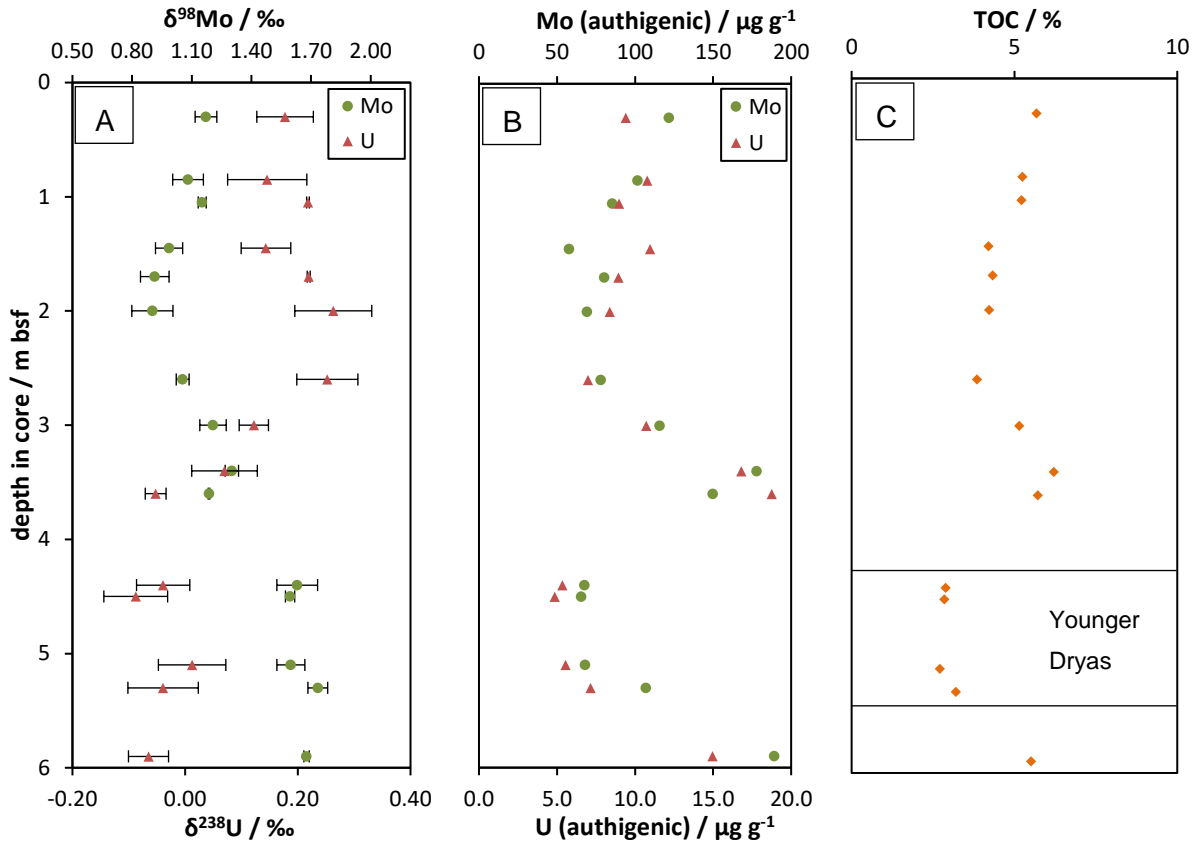 δ⁹⁸Mo / ‰
0.50 0.80 1.10 1.40 1.70 2.00
Mo (authigenic) / µg g⁻¹
0 50 100 150 200
TOC / %
0 5 10
A
Mo
U
B
Mo
U
C
depth in core / m bsf
0
1
2
3
4
5
6
Younger
Dryas
-0.20 0.00 0.20 0.40
δ²³⁸U / ‰
0.0 5.0 10.0 15.0 20.0
U (authigenic) / µg g⁻¹